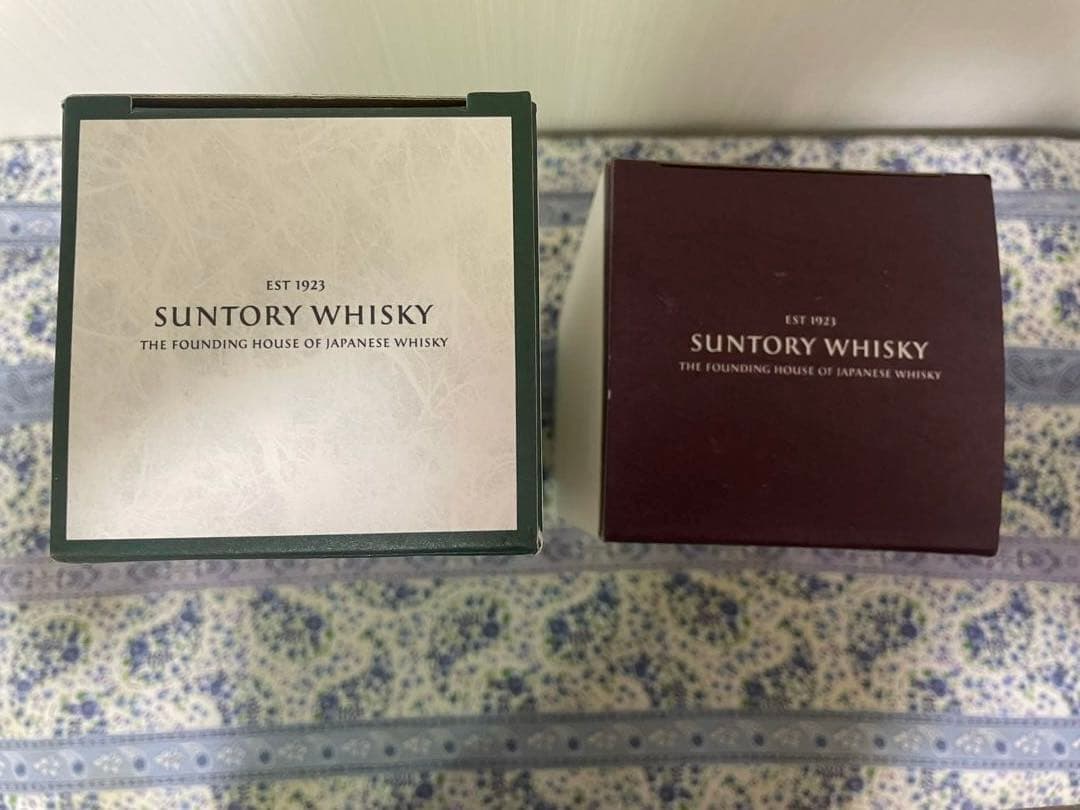 EST 1923
SUNTORY WHISKY
THE FOUNDING HOUSE OF JAPANESE WHISKY
EST 1923
SUNTORY WHISKY
THE FOUNDING HOUSE OF JAPANESE WHISKY